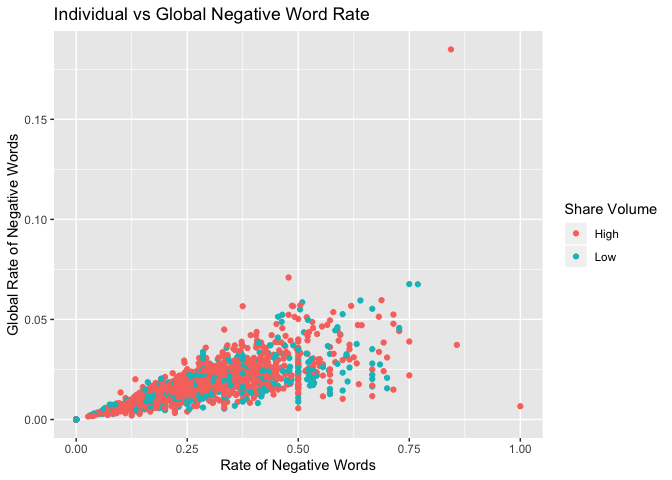 Individual vs Global Negative Word Rate
Global Rate of Negative Words
0.15
0.10
0.05
0.00
0.00 0.25 0.50 0.75 1.00
Rate of Negative Words
Share Volume
High
Low